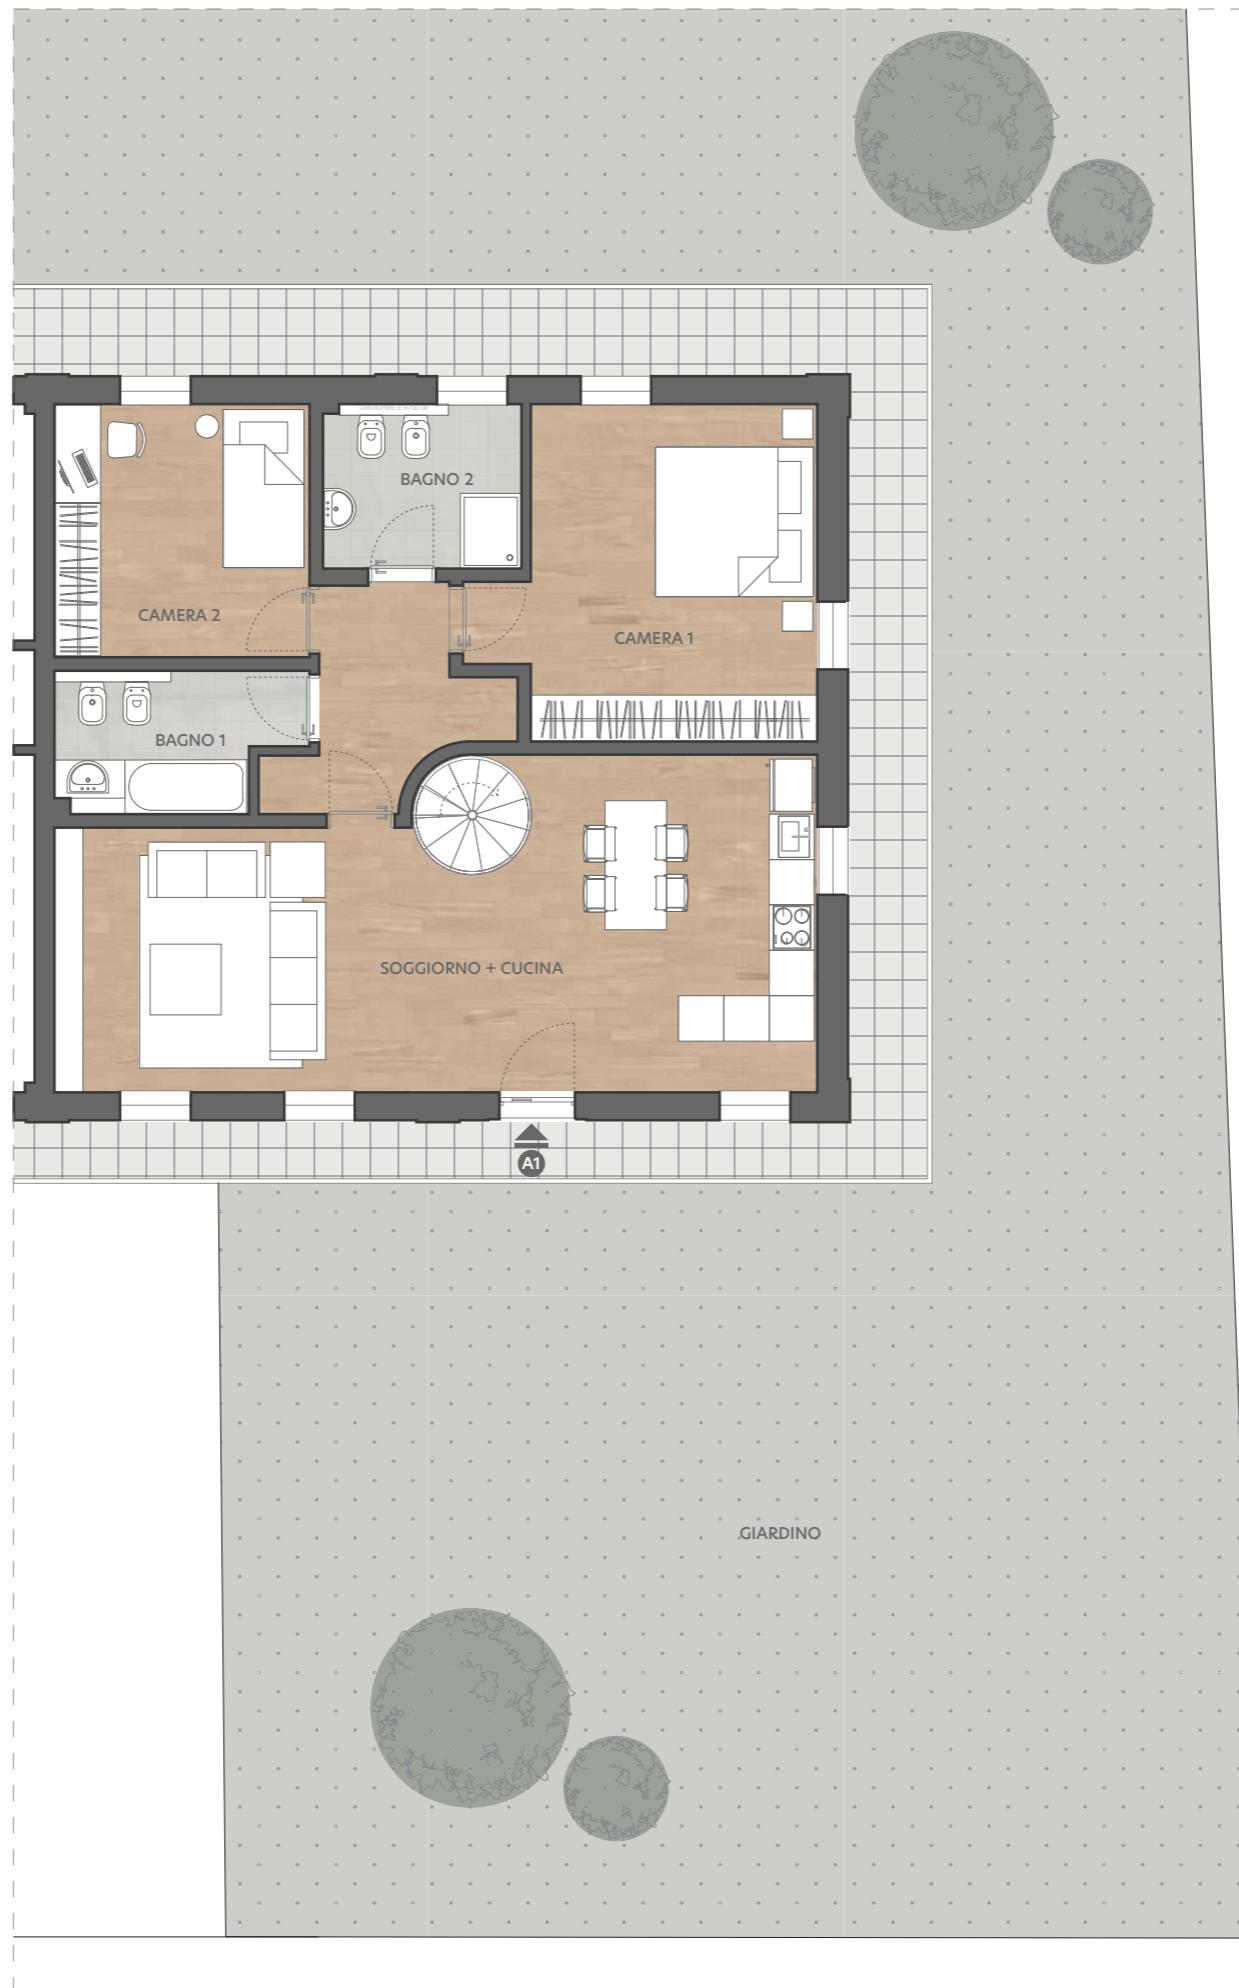 BAGNO 2
CAMERA 2
CAMERA 1
BAGNO 1
SOGGIORNO + CUCINA
A1
GIARDINO